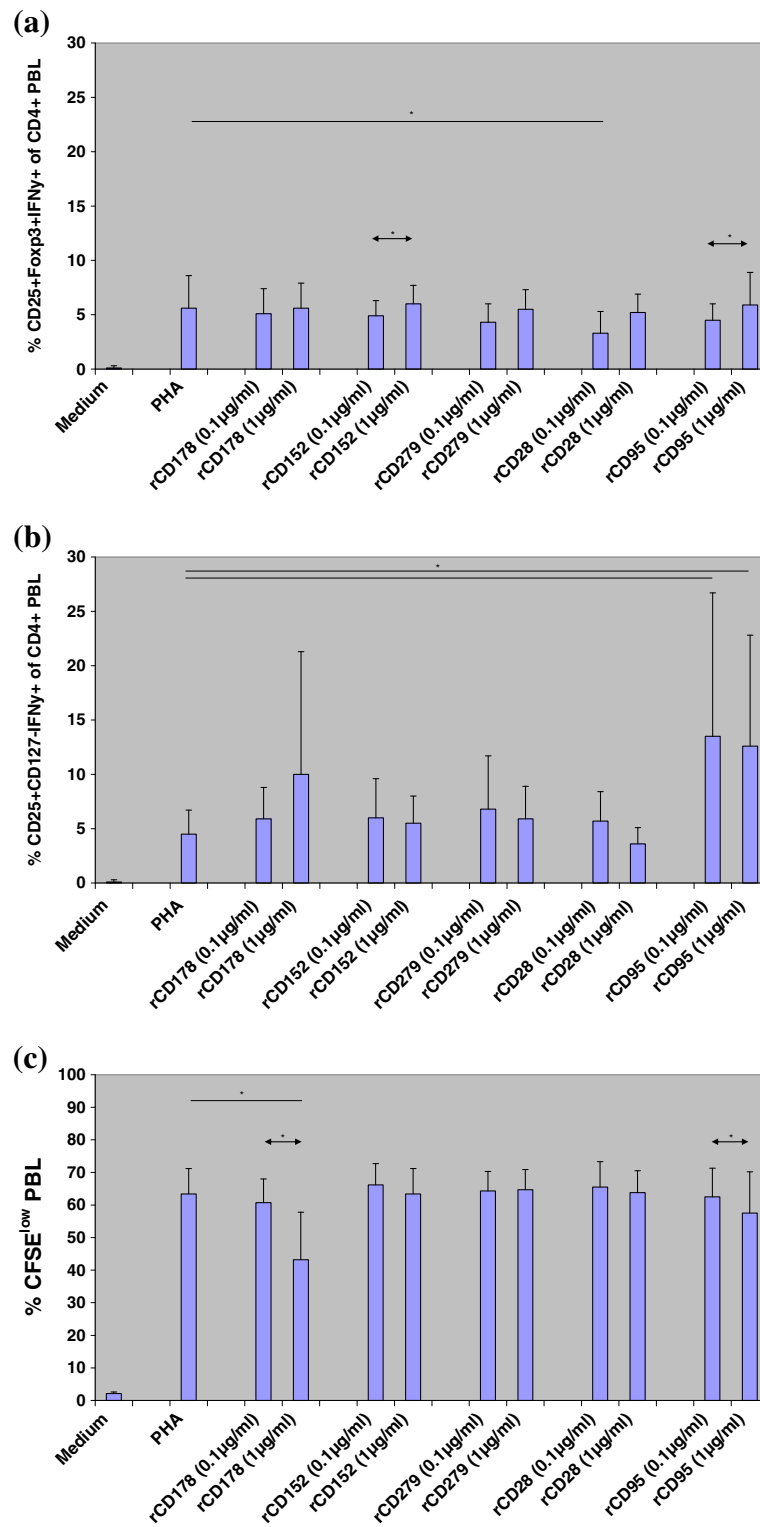 (a)
% CD25+Foxp3+IFNy+ of CD4+ PBL
30
25
20
15
10
5
0
*
*
*
Medium
PHA
rCD178 (0.1µg/ml)
rCD178 (1µg/ml)
rCD152 (0.1µg/ml)
rCD152 (1µg/ml)
rCD279 (0.1µg/ml)
rCD279 (1µg/ml)
rCD28 (0.1µg/ml)
rCD28 (1µg/ml)
rCD95 (0.1µg/ml)
rCD95 (1µg/ml)
(b)
% CD25+CD127-IFNy+ of CD4+ PBL
30
25
20
15
10
5
0
*
Medium
PHA
rCD178 (0.1µg/ml)
rCD178 (1µg/ml)
rCD152 (0.1µg/ml)
rCD152 (1µg/ml)
rCD279 (0.1µg/ml)
rCD279 (1µg/ml)
rCD28 (0.1µg/ml)
rCD28 (1µg/ml)
rCD95 (0.1µg/ml)
rCD95 (1µg/ml)
(c)
% CFSElow PBL
100
90
80
70
60
50
40
30
20
10
0
*
*
*
Medium
PHA
rCD178 (0.1µg/ml)
rCD178 (1µg/ml)
rCD152 (0.1µg/ml)
rCD152 (1µg/ml)
rCD279 (0.1µg/ml)
rCD279 (1µg/ml)
rCD28 (0.1µg/ml)
rCD28 (1µg/ml)
rCD95 (0.1µg/ml)
rCD95 (1µg/ml)